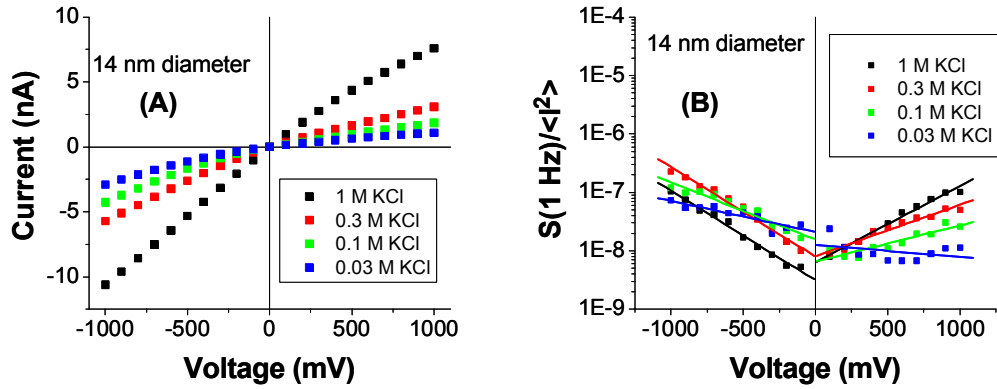 10
5
0
-5
-10
Current (nA)
14 nm diameter
(A)
1 M KCl
0.3 M KCl
0.1 M KCl
0.03 M KCl
-1000 -500 0 500 1000
Voltage (mV)
1E-4
1E-5
1E-6
1E-7
1E-8
1E-9
S(1 Hz)/<I²>
14 nm diameter
(B)
1 M KCl
0.3 M KCl
0.1 M KCl
0.03 M KCl
-1000 -500 0 500 1000
Voltage (mV)